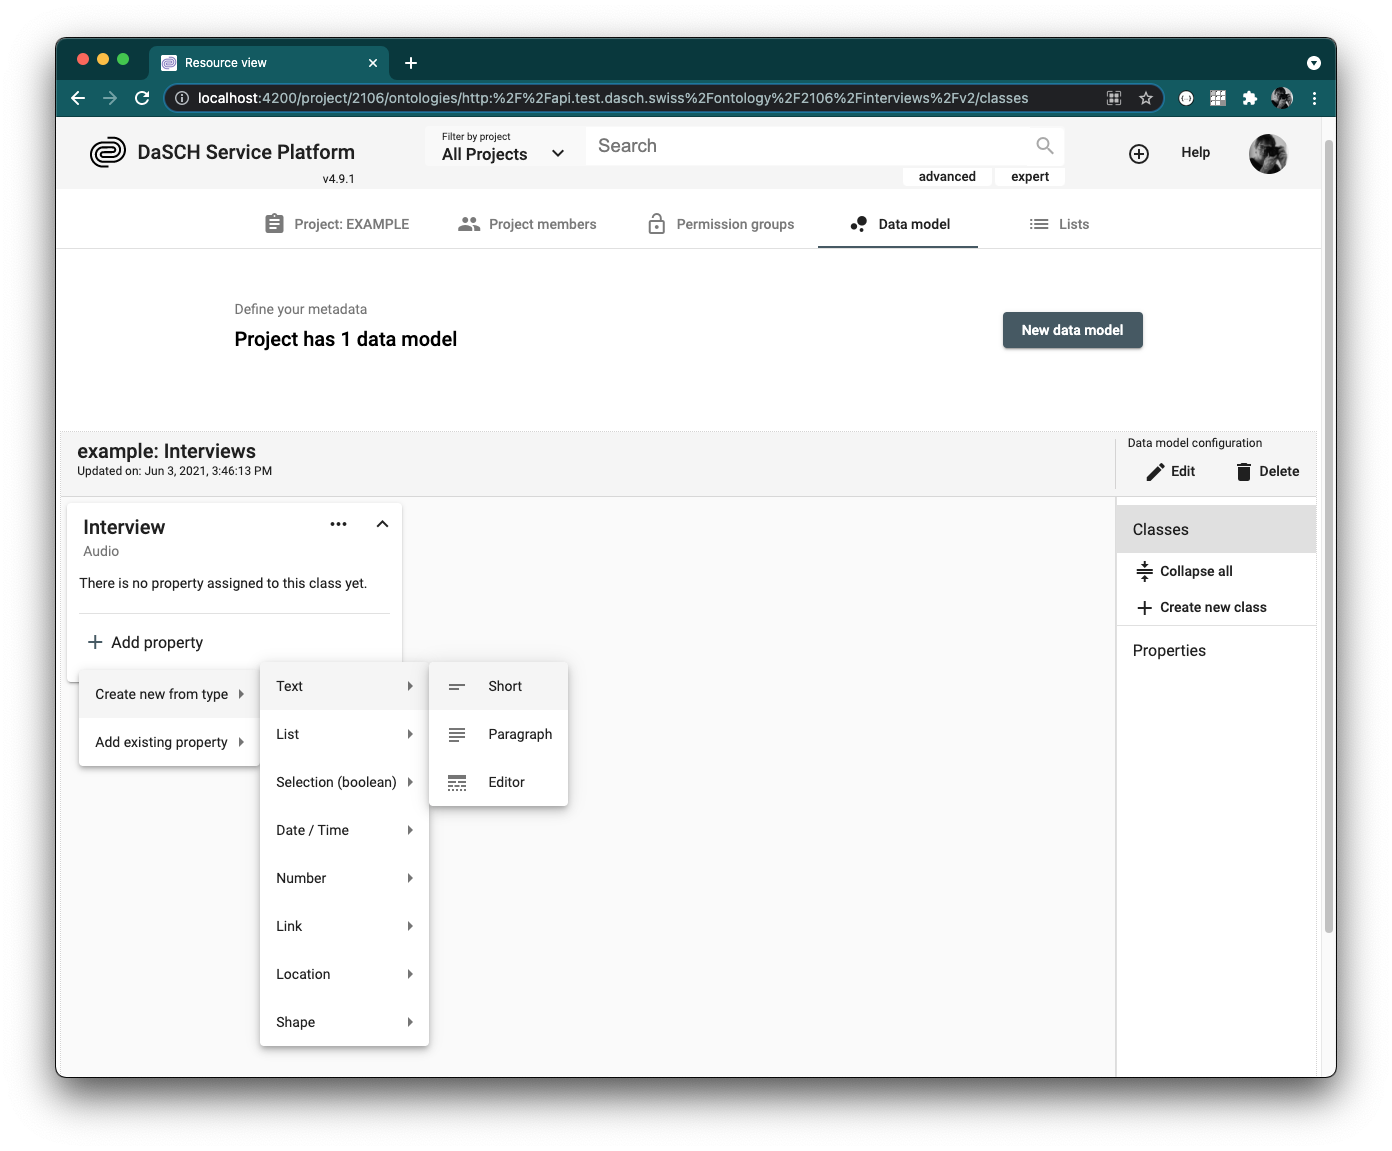 Resource view
localhost:4200/project/2106/ontologies/http:%2F%2Fapi.test.dasch.swiss%2Fontology%2F2106%2Finterviews%2Fv2/classes
DaSCH Service Platform
v4.9.1
Filter by project
All Projects
Search
advanced
expert
Help
Project: EXAMPLE
Project members
Permission groups
Data model
Lists
Define your metadata
Project has 1 data model
New data model
example: Interviews
Updated on: Jun 3, 2021, 3:46:13 PM
Data model configuration
Edit
Delete
Interview
Audio
There is no property assigned to this class yet.
Add property
Create new from type
Add existing property
Text
List
Selection (boolean)
Date / Time
Number
Link
Location
Shape
Short
Paragraph
Editor
Classes
Collapse all
Create new class
Properties